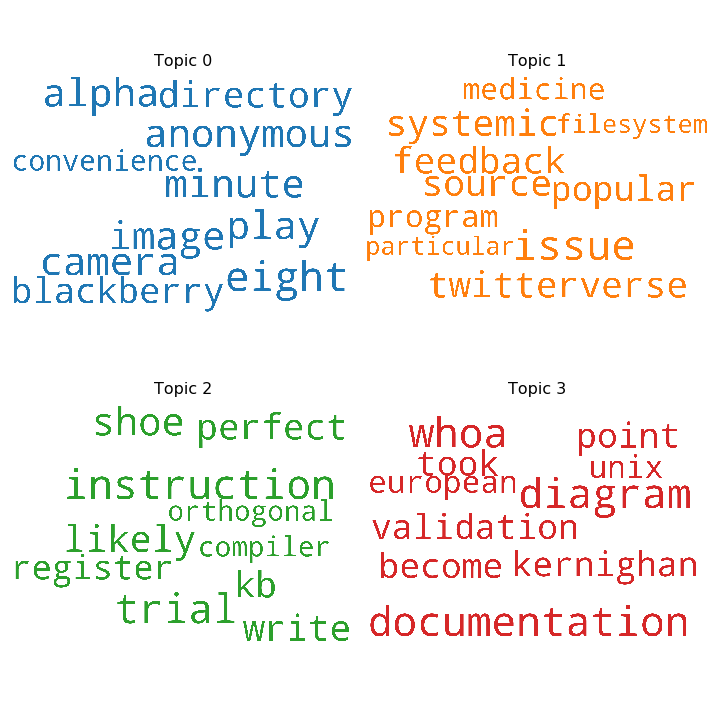 Topic 0
alpha directory
anonymous
convenience
minute
image play
camera
blackberry eight
Topic 1
medicine
systemic filesystem
feedback
source popular
program
particular issue
twitterverse
Topic 2
shoe perfect
instruction
orthogonal
likely compiler
register
kb
trial
write
Topic 3
whoa point
took unix
european diagram
validation
become kernighan
documentation